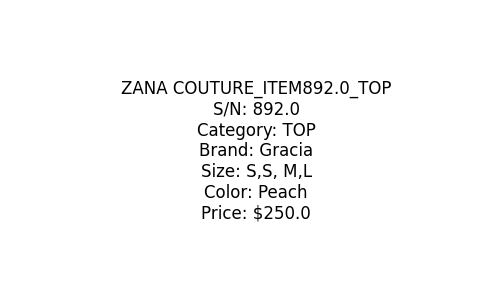 ZANA COUTURE_ITEM892.0_TOP
S/N: 892.0
Category: TOP
Brand: Gracia
Size: S,S, M,L
Color: Peach
Price: $250.0